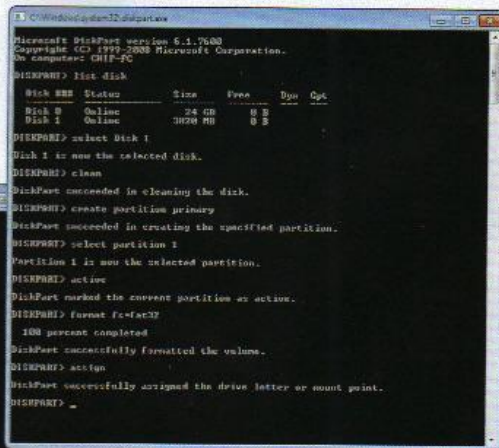 C:\Windows\system32\diskpart.exe
Microsoft DiskPart version 6.1.7600
Copyright (C) 1999-2008 Microsoft Corporation.
On computer: CHIP-PC
DISKPART> list disk
Disk ### Status Size Free Dyn Gpt
Disk 0 Online 24 GB 0 B
Disk 1 Online 3820 MB 0 B
DISKPART> select Disk 1
Disk 1 is now the selected disk.
DISKPART> clean
DiskPart succeeded in cleaning the disk.
DISKPART> create partition primary
DiskPart succeeded in creating the specified partition.
DISKPART> select partition 1
Partition 1 is now the selected partition.
DISKPART> active
DiskPart marked the current partition as active.
DISKPART> format fs=fat32
100 percent completed
DiskPart successfully formatted the volume.
DISKPART> assign
DiskPart successfully assigned the drive letter or mount point.
DISKPART> _